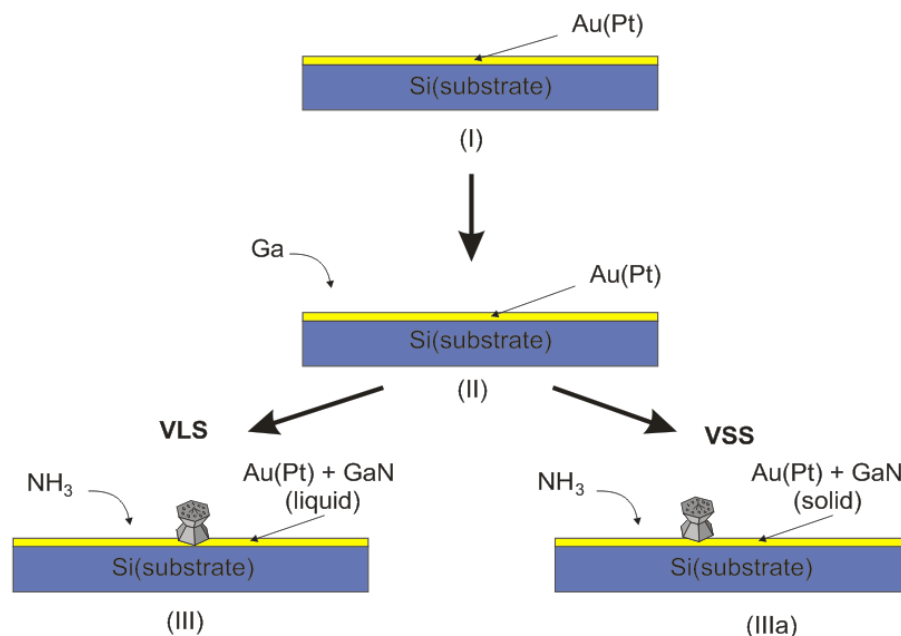 Au(Pt)
Si(substrate)
(I)
Ga
Au(Pt)
Si(substrate)
(II)
VLS
VSS
NH3
Au(Pt) + GaN
(liquid)
Si(substrate)
(III)
NH3
Au(Pt) + GaN
(solid)
Si(substrate)
(IIIa)